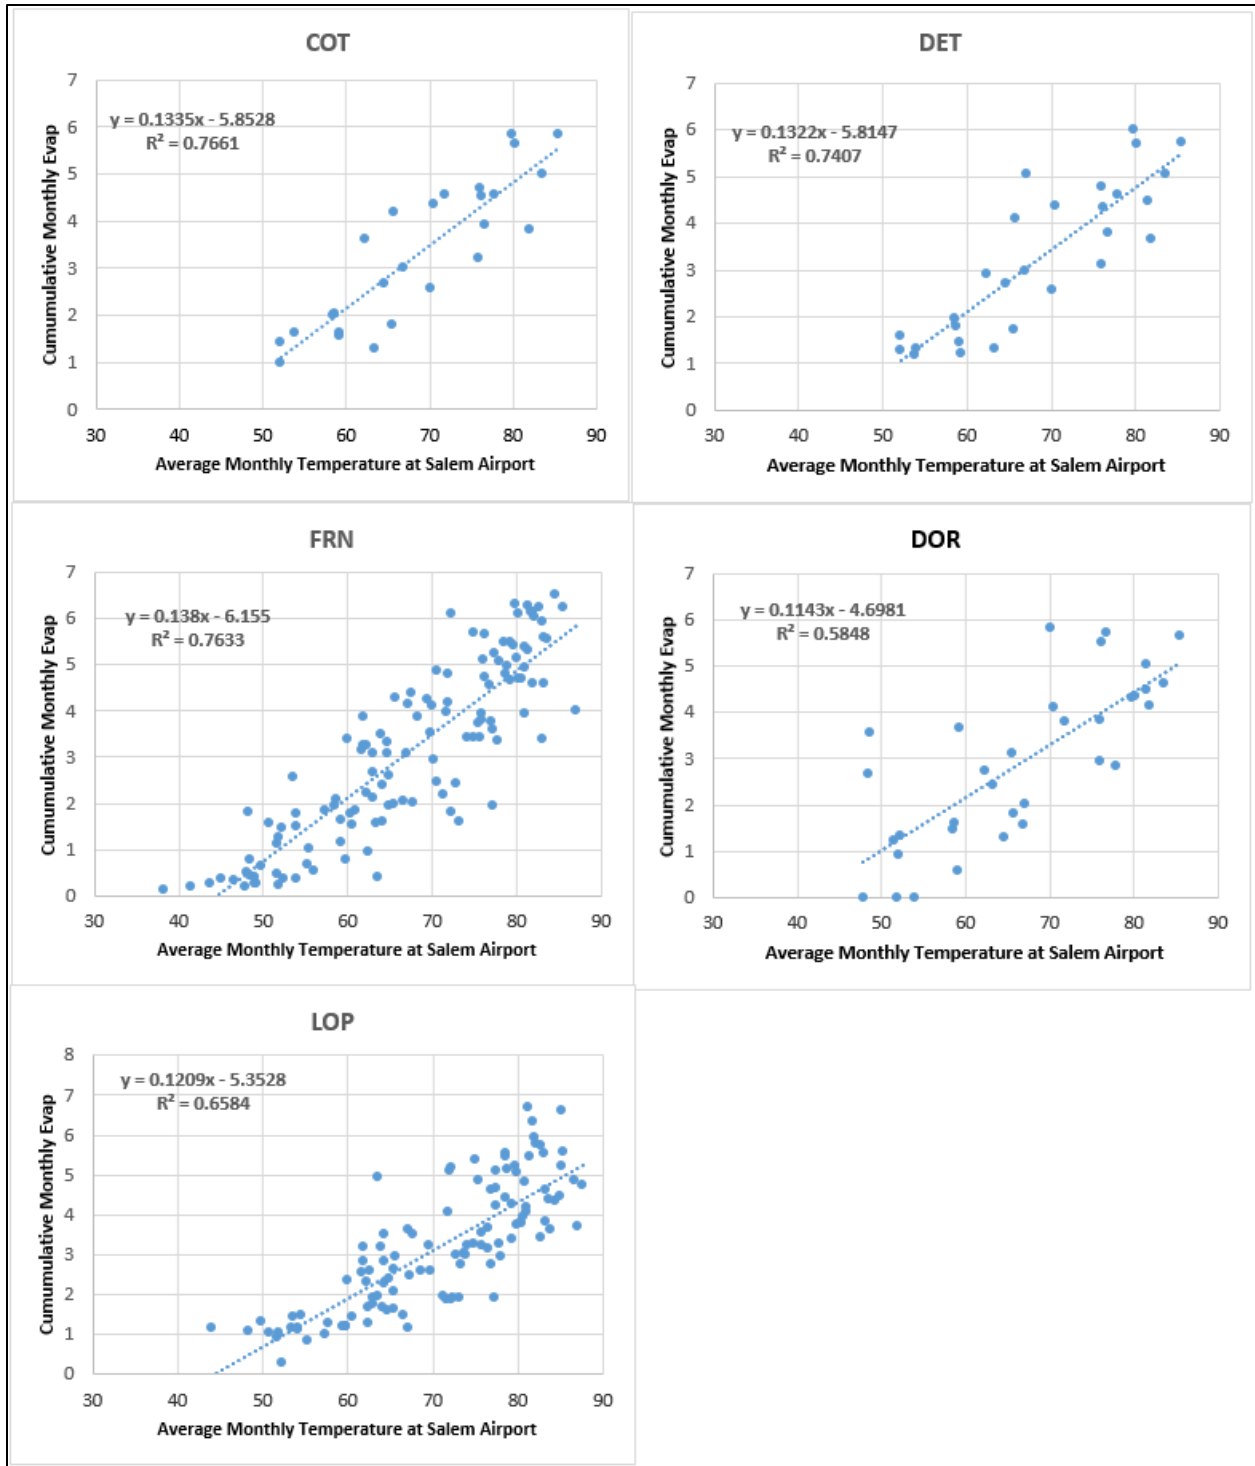 COT
7
6
5
4
3
2
1
0
y = 0.1335x - 5.8528
R² = 0.7661
Cumumulative Monthly Evap
30 40 50 60 70 80 90
Average Monthly Temperature at Salem Airport
DET
7
6
5
4
3
2
1
0
y = 0.1322x - 5.8147
R² = 0.7407
Cumumulative Monthly Evap
30 40 50 60 70 80 90
Average Monthly Temperature at Salem Airport
FRN
7
6
5
4
3
2
1
0
y = 0.138x - 6.155
R² = 0.7633
Cumumulative Monthly Evap
30 40 50 60 70 80 90
Average Monthly Temperature at Salem Airport
DOR
7
6
5
4
3
2
1
0
y = 0.1143x - 4.6981
R² = 0.5848
Cumumulative Monthly Evap
30 40 50 60 70 80 90
Average Monthly Temperature at Salem Airport
LOP
8
7
6
5
4
3
2
1
0
y = 0.1209x - 5.3528
R² = 0.6584
Cumumulative Monthly Evap
30 40 50 60 70 80 90
Average Monthly Temperature at Salem Airport